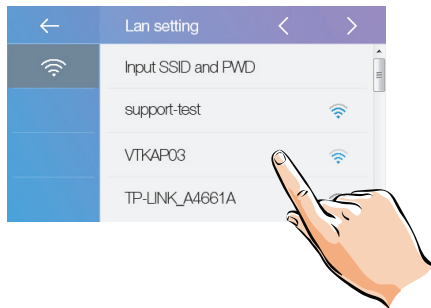 Lan setting
Input SSID and PWD
support-test
VTKAP03
TP-LINK_A4661A